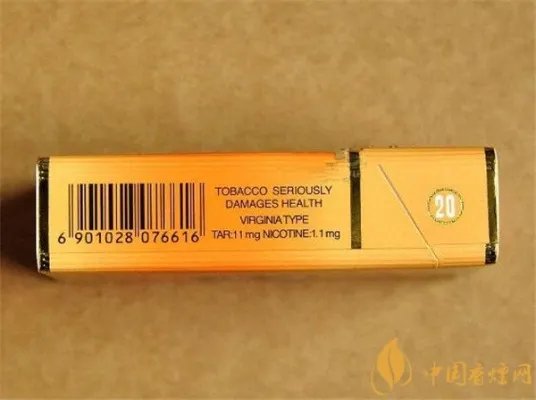 TOBACCO SERIOUSLY
DAMAGES HEALTH
VIRGINIA TYPE
TAR:11mg NICOTINE:1.1mg
6 901028 076616
20
中国香烟网